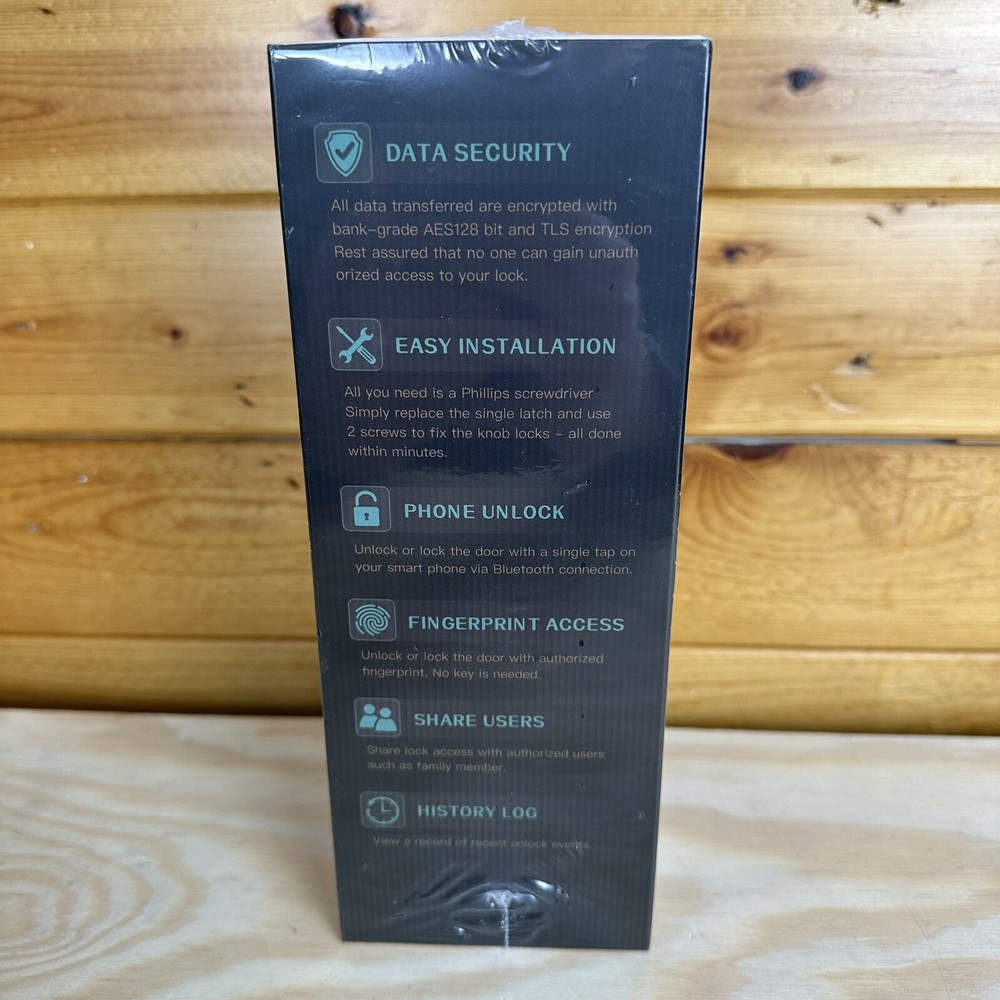 DATA SECURITY
All data transferred are encrypted with
bank-grade AES128 bit and TLS encryption
Rest assured that no one can gain unauth
orized access to your lock.
EASY INSTALLATION
All you need is a Phillips screwdriver
Simply replace the single latch and use
2 screws to fix the knob locks - all done
within minutes.
PHONE UNLOCK
Unlock or lock the door with a single tap on
your smart phone via Bluetooth connection.
FINGERPRINT ACCESS
Unlock or lock the door with authorized
fingerprint. No key is needed.
SHARE USERS
Share lock access with authorized users
such as family member.
HISTORY LOG
View a record of recent unlock events.